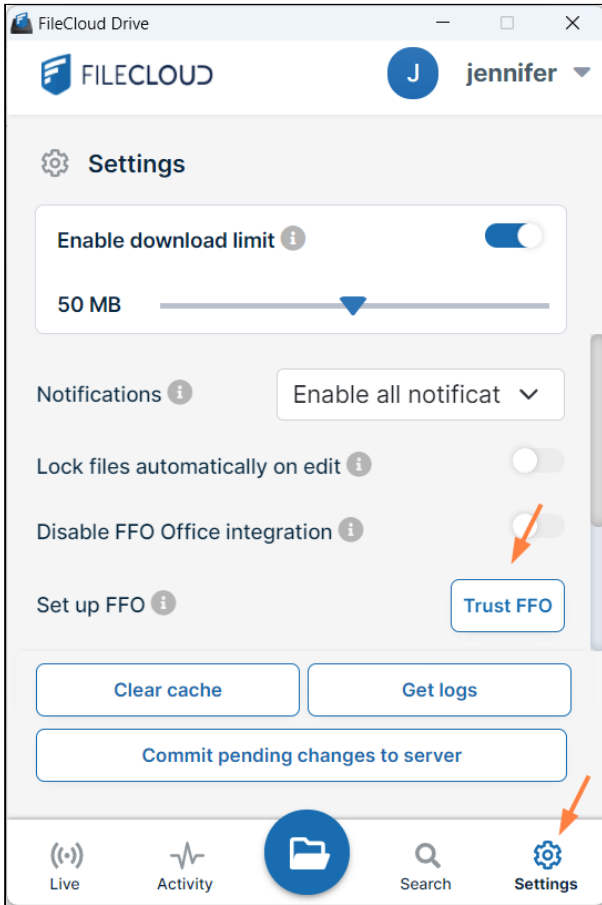 FileCloud Drive
FILECLOUD
J
jennifer
Settings
Enable download limit
50 MB
Notifications
Enable all notificat
Lock files automatically on edit
Disable FFO Office integration
Set up FFO
Trust FFO
Clear cache
Get logs
Commit pending changes to server
Live
Activity
Search
Settings